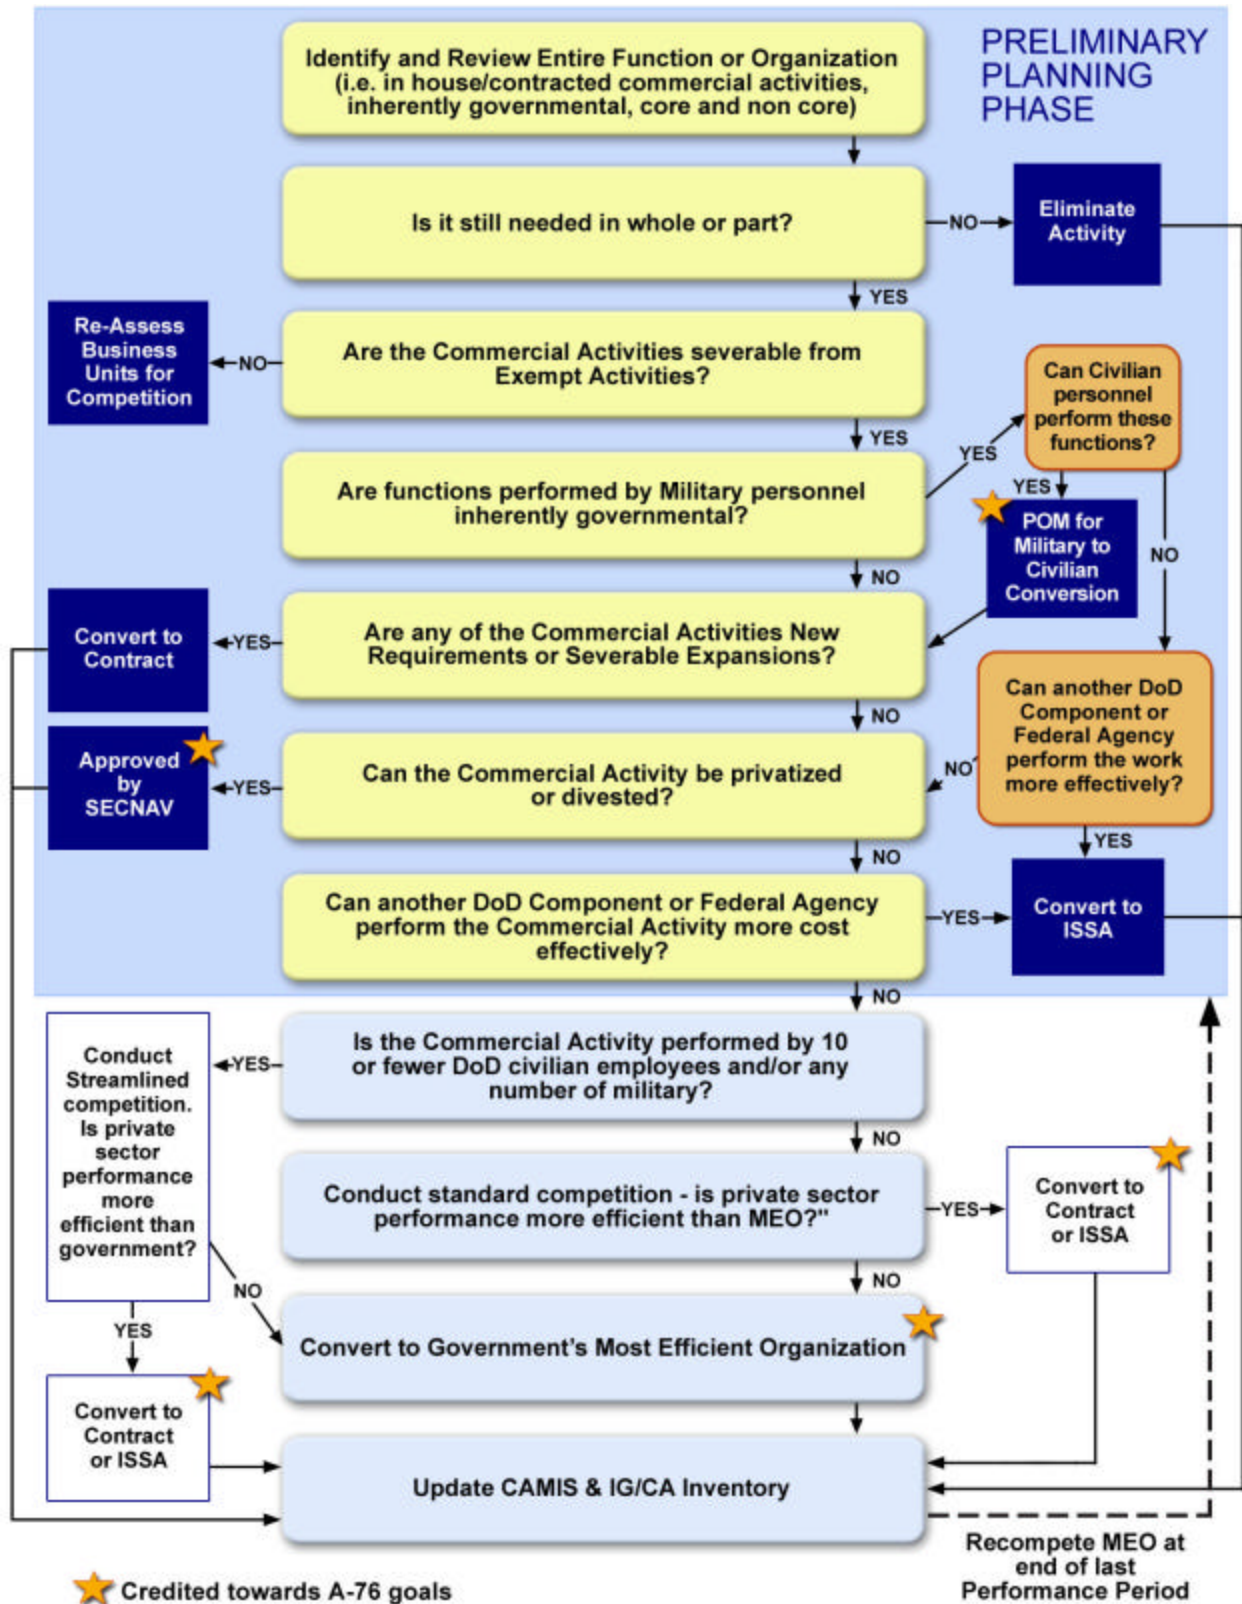 PRELIMINARY
PLANNING
PHASE
Identify and Review Entire Function or Organization
(i.e. in house/contracted commercial activities,
inherently governmental, core and non core)
Is it still needed in whole or part?
NO
Eliminate
Activity
YES
Re-Assess
Business
Units for
Competition
NO
Are the Commercial Activities severable from
Exempt Activities?
YES
Can Civilian
personnel
perform these
functions?
YES
Are functions performed by Military personnel
inherently governmental?
YES
POM for
Military to
Civilian
Conversion
NO
NO
Convert to
Contract
YES
Are any of the Commercial Activities New
Requirements or Severable Expansions?
NO
Can another DoD
Component or
Federal Agency
perform the work
more effectively?
Approved
by
SECNAV
YES
Can the Commercial Activity be privatized
or divested?
NO
YES
NO
Can another DoD Component or Federal Agency
perform the Commercial Activity more cost
effectively?
YES
Convert to
ISSA
NO
Conduct
Streamlined
competition.
Is private
sector
performance
more
efficient than
government?
YES
Is the Commercial Activity performed by 10
or fewer DoD civilian employees and/or any
number of military?
NO
Conduct standard competition - is private sector
performance more efficient than MEO?"
YES
Convert to
Contract
or ISSA
NO
NO
YES
Convert to Government's Most Efficient Organization
Convert to
Contract
or ISSA
Update CAMIS & IG/CA Inventory
Recompete MEO at
end of last
Performance Period
Credited towards A-76 goals